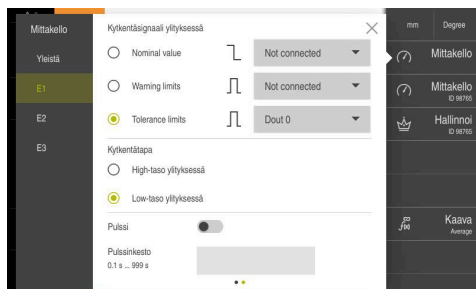 Mittakello
Yleistä
E1
E2
E3
Kytkentäsignaali ylityksessä
Nominal value
Not connected
Warning limits
Not connected
Tolerance limits
Dout 0
Kytkentätapa
High-taso ylityksessä
Low-taso ylityksessä
Pulssi
Pulssinkesto
0.1 s ... 999 s
mm
Degree
Mittakello
Mittakello
ID 98765
Hallinnoi
ID 98765
f(x)
Kaava
Average